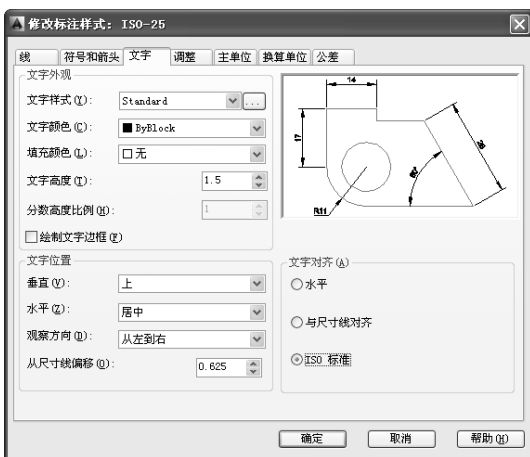 修改标注样式: ISO-25
线 符号和箭头 文字 调整 主单位 换算单位 公差
文字外观
文字样式(Y): Standard ...
文字颜色(C): ByBlock
填充颜色(L): 无
文字高度(T): 1.5
分数高度比例(H): 1
绘制文字边框(F)
14
17
R11
文字位置
垂直(V): 上
水平(Z): 居中
观察方向(D): 从左到右
从尺寸线偏移(O): 0.625
文字对齐(A)
水平
与尺寸线对齐
ISO 标准
确定 取消 帮助(H)